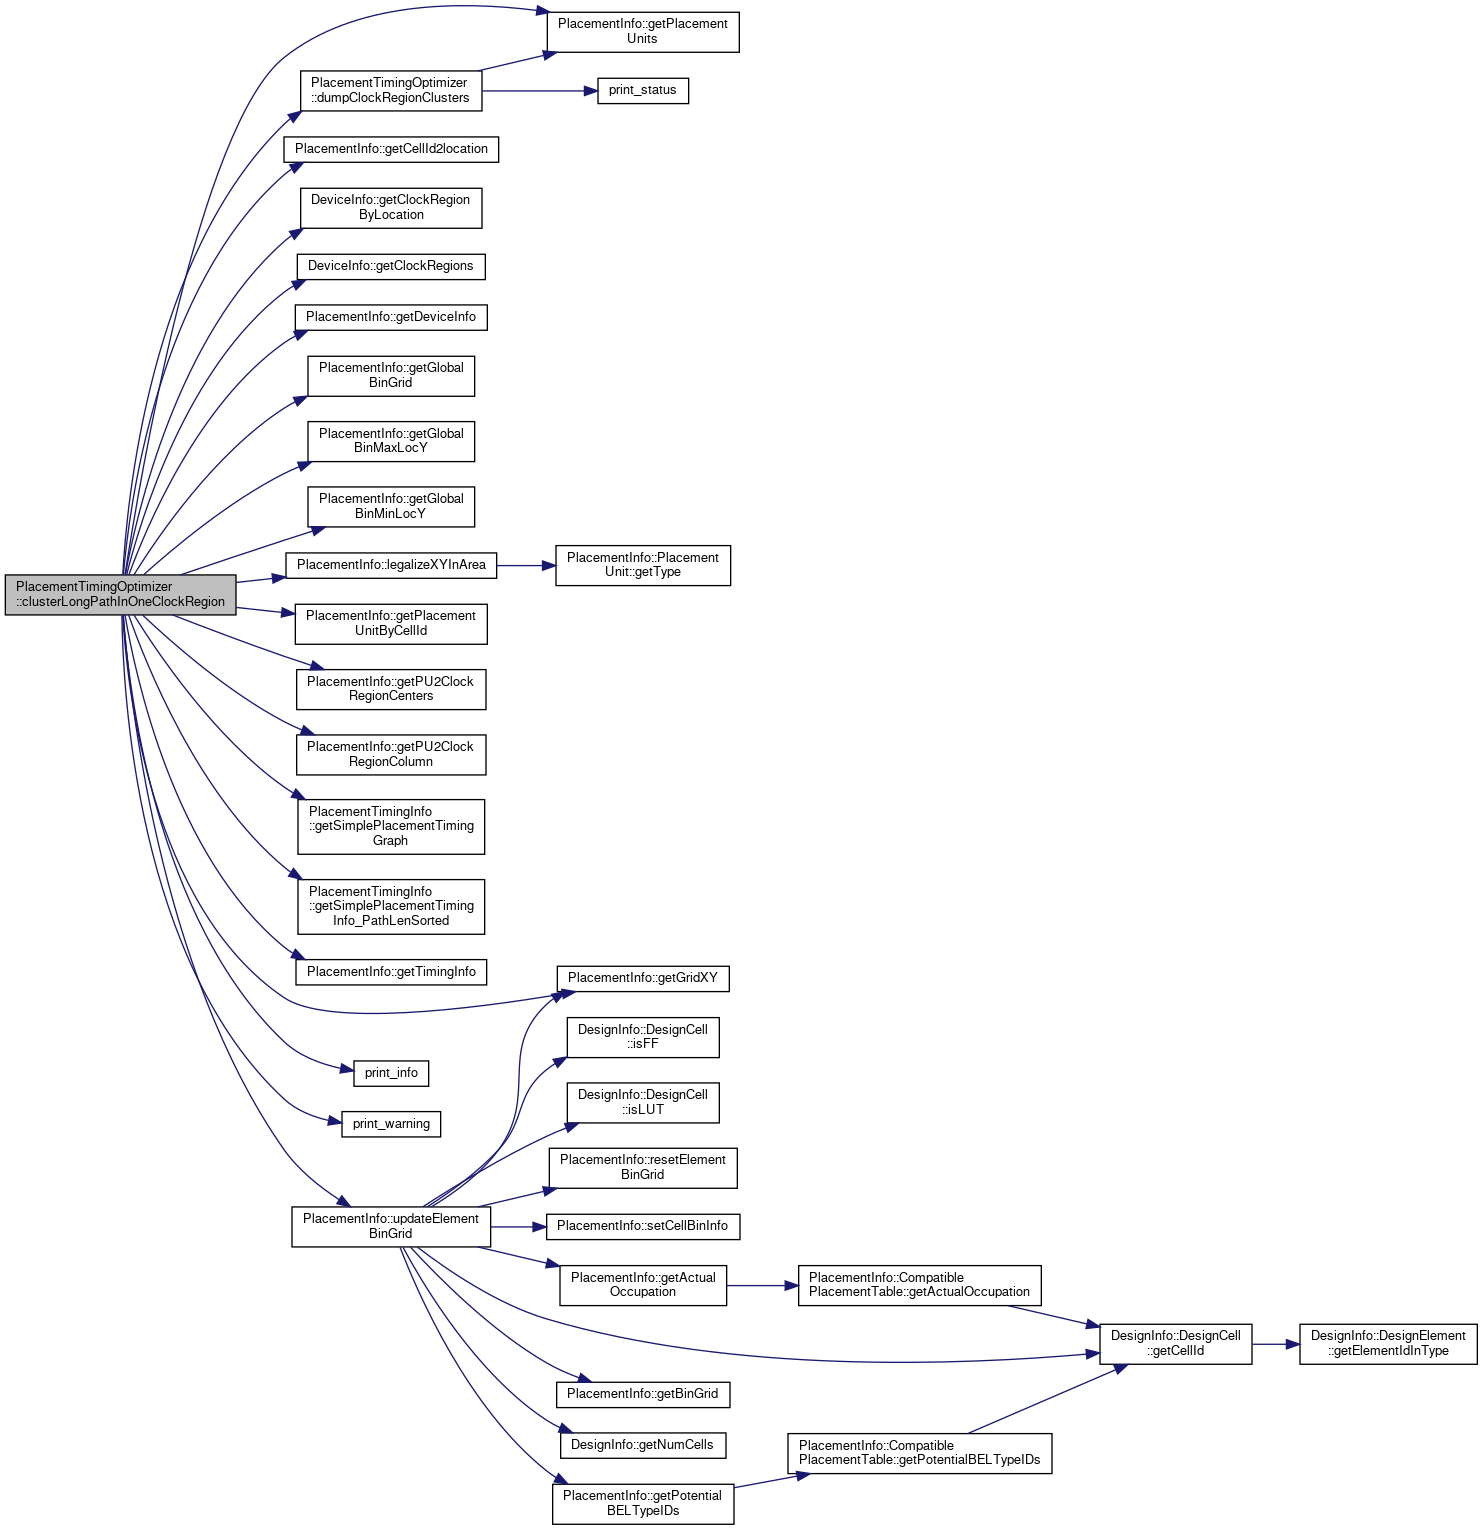 PlacementInfo::getPlacement
Units
PlacementTimingOptimizer
::dumpClockRegionClusters
print_status
PlacementInfo::getCellId2location
DeviceInfo::getClockRegion
ByLocation
DeviceInfo::getClockRegions
PlacementInfo::getDeviceInfo
PlacementInfo::getGlobal
BinGrid
PlacementInfo::getGlobal
BinMaxLocY
PlacementInfo::getGlobal
BinMinLocY
PlacementInfo::legalizeXYInArea
PlacementInfo::Placement
Unit::getType
PlacementTimingOptimizer
::clusterLongPathInOneClockRegion
PlacementInfo::getPlacement
UnitByCellId
PlacementInfo::getPU2Clock
RegionCenters
PlacementInfo::getPU2Clock
RegionColumn
PlacementTimingInfo
::getSimplePlacementTiming
Graph
PlacementTimingInfo
::getSimplePlacementTiming
Info_PathLenSorted
PlacementInfo::getTimingInfo
PlacementInfo::getGridXY
DesignInfo::DesignCell
::isFF
print_info
DesignInfo::DesignCell
::isLUT
print_warning
PlacementInfo::resetElement
BinGrid
PlacementInfo::updateElement
BinGrid
PlacementInfo::setCellBinInfo
PlacementInfo::getActual
Occupation
PlacementInfo::Compatible
PlacementTable::getActualOccupation
DesignInfo::DesignCell
::getCellId
DesignInfo::DesignElement
::getElementIdInType
PlacementInfo::getBinGrid
DesignInfo::getNumCells
PlacementInfo::Compatible
PlacementTable::getPotentialBELTypeIDs
PlacementInfo::getPotential
BELTypeIDs